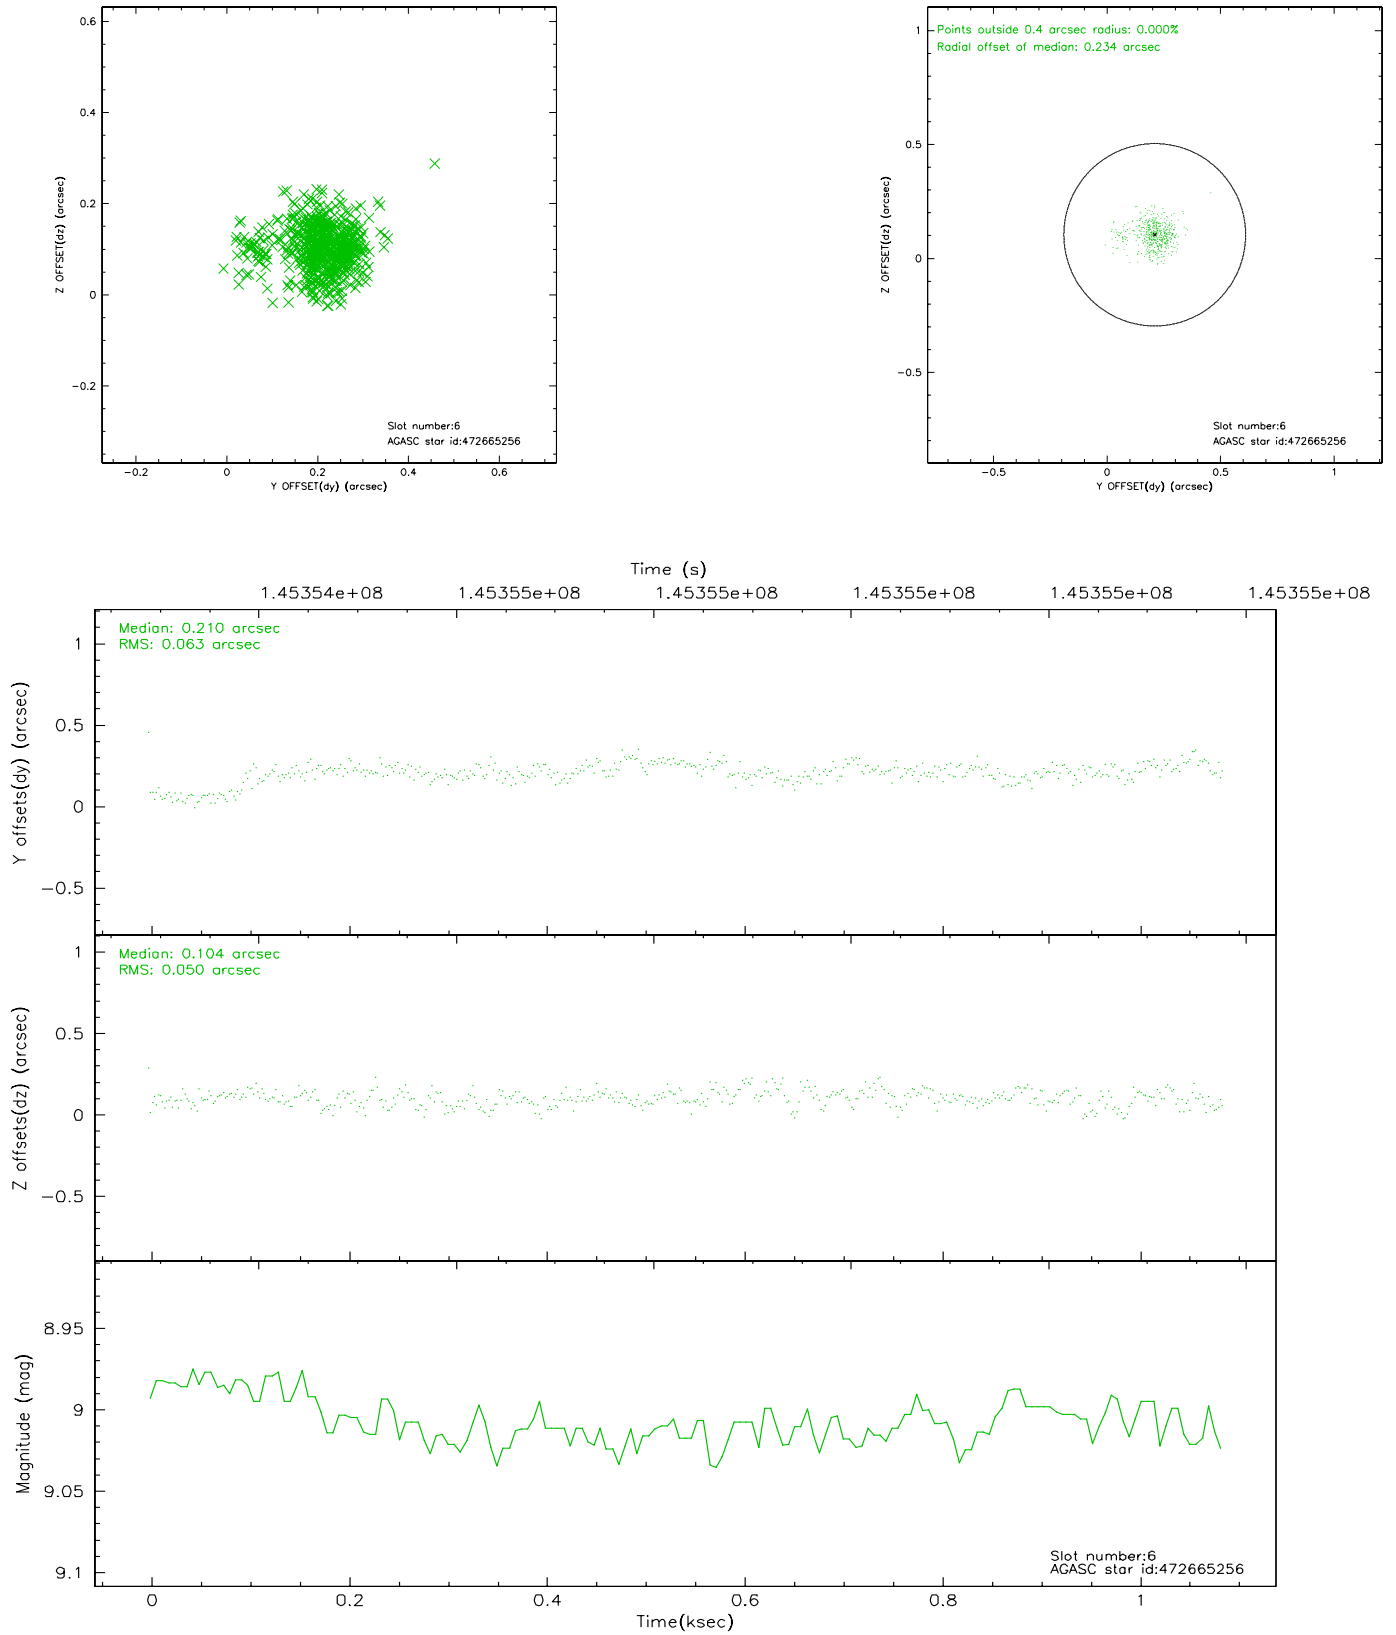 0.6
0.4
0.2
0
−0.2
Z OFFSET(dz) (arcsec)
Slot number:6
AGASC star id:472665256
−0.2 0 0.2 0.4 0.6
Y OFFSET(dy) (arcsec)
Points outside 0.4 arcsec radius: 0.000%
Radial offset of median: 0.234 arcsec
1
0.5
0
−0.5
Z OFFSET(dz) (arcsec)
Slot number:6
AGASC star id:472665256
−0.5 0 0.5 1
Y OFFSET(dy) (arcsec)
Time (s)
1.45354e+08 1.45355e+08 1.45355e+08 1.45355e+08 1.45355e+08 1.45355e+08
Median: 0.210 arcsec
RMS: 0.063 arcsec
1
0.5
0
−0.5
Y offsets(dy) (arcsec)
Median: 0.104 arcsec
RMS: 0.050 arcsec
1
0.5
0
−0.5
Z offsets(dz) (arcsec)
8.95
9
9.05
9.1
Magnitude (mag)
Slot number:6
AGASC star id:472665256
0 0.2 0.4 0.6 0.8 1
Time(ksec)